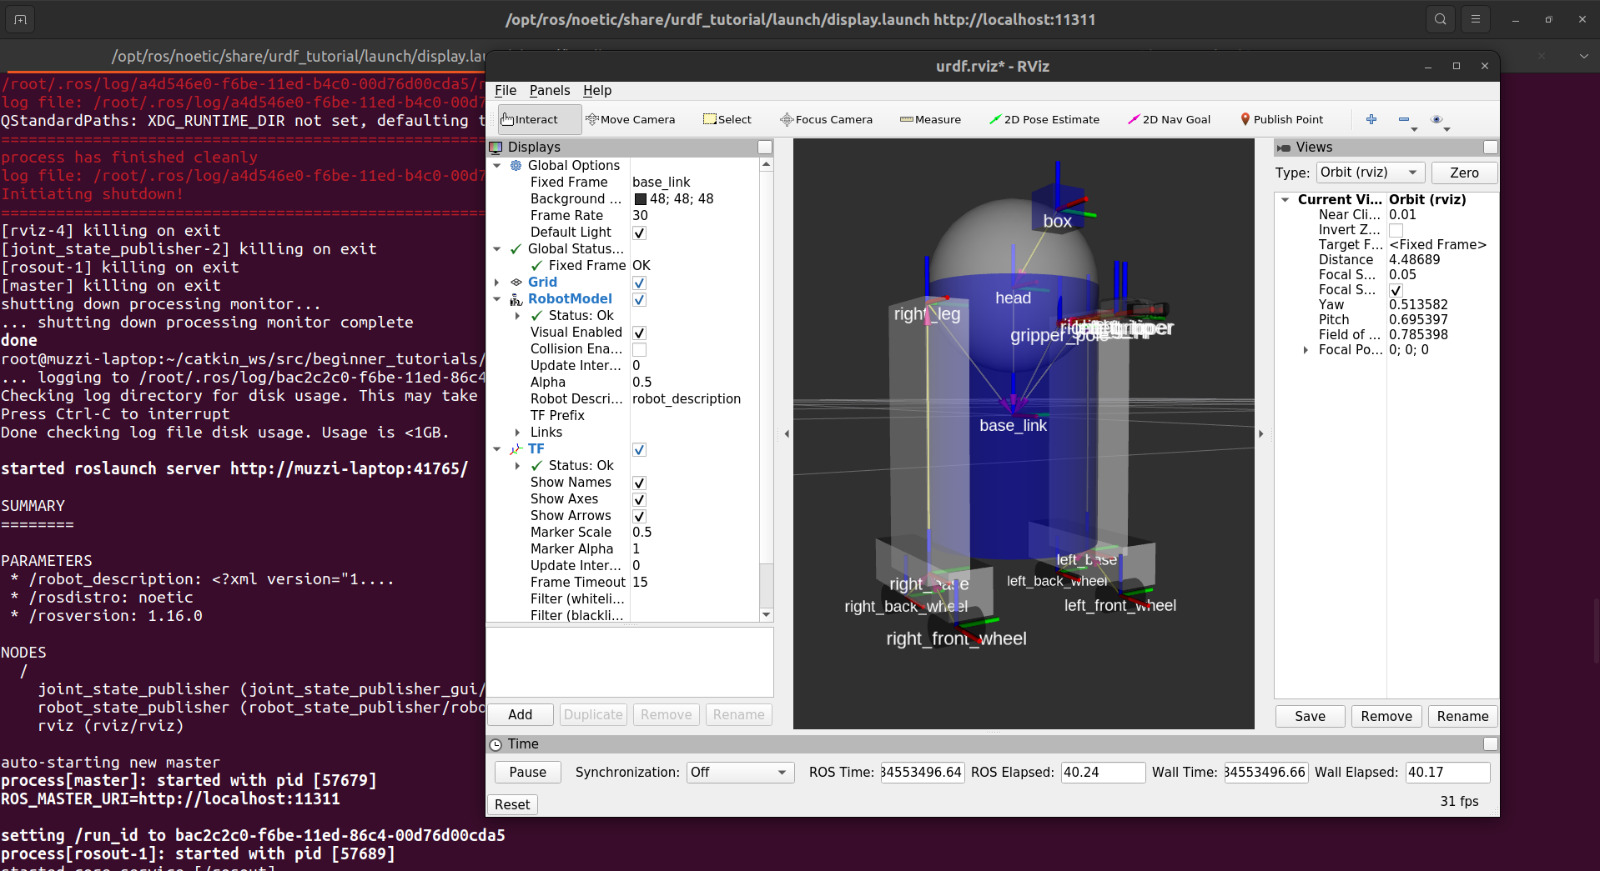 /opt/ros/noetic/share/urdf_tutorial/launch/display.launch http://localhost:11311
/opt/ros/noetic/share/urdf_tutorial/launch/display.lau
/root/.ros/log/a4d546e0-f6be-11ed-b4c0-00d76d00cda5/r
log file: /root/.ros/log/a4d546e0-f6be-11ed-b4c0-00d7
QStandardPaths: XDG_RUNTIME_DIR not set, defaulting t
process has finished cleanly
log file: /root/.ros/log/a4d546e0-f6be-11ed-b4c0-00d7
Initiating shutdown!
[rviz-4] killing on exit
[joint_state_publisher-2] killing on exit
[rosout-1] killing on exit
[master] killing on exit
shutting down processing monitor...
... shutting down processing monitor complete
done
root@muzzi-laptop:~/catkin_ws/src/beginner_tutorials/
... logging to /root/.ros/log/bac2c2c0-f6be-11ed-86c4
Checking log directory for disk usage. This may take
Press Ctrl-C to interrupt
Done checking log file disk usage. Usage is <1GB.
started roslaunch server http://muzzi-laptop:41765/
SUMMARY
========
PARAMETERS
* /robot_description: <?xml version="1....
* /rosdistro: noetic
* /rosversion: 1.16.0
NODES
/
joint_state_publisher (joint_state_publisher_gui/
robot_state_publisher (robot_state_publisher/robo
rviz (rviz/rviz)
auto-starting new master
process[master]: started with pid [57679]
ROS_MASTER_URI=http://localhost:11311
setting /run_id to bac2c2c0-f6be-11ed-86c4-00d76d00cda5
process[rosout-1]: started with pid [57689]
started core service [/rosout]
urdf.rviz* - RViz
File Panels Help
Interact Move Camera Select Focus Camera Measure 2D Pose Estimate 2D Nav Goal Publish Point
Displays
Global Options
Fixed Frame base_link
Background ... 48; 48; 48
Frame Rate 30
Default Light
Global Status...
Fixed Frame OK
Grid
RobotModel
Status: Ok
Visual Enabled
Collision Ena...
Update Inter... 0
Alpha 0.5
Robot Descri... robot_description
TF Prefix
Links
TF
Status: Ok
Show Names
Show Axes
Show Arrows
Marker Scale 0.5
Marker Alpha 1
Update Inter... 0
Frame Timeout 15
Filter (whiteli...
Filter (blackli...
Add Duplicate Remove Rename
box
head
right_leg
gripper_pole
base_link
left_base
left_back_wheel
right_base
right_back_wheel
left_front_wheel
right_front_wheel
Views
Type: Orbit (rviz) Zero
Current Vi... Orbit (rviz)
Near Cli... 0.01
Invert Z...
Target F... <Fixed Frame>
Distance 4.48689
Focal S... 0.05
Focal S...
Yaw 0.513582
Pitch 0.695397
Field of ... 0.785398
Focal Po... 0; 0; 0
Save Remove Rename
Time
Pause Synchronization: Off ROS Time: 34553496.64 ROS Elapsed: 40.24 Wall Time: 34553496.66 Wall Elapsed: 40.17
Reset
31 fps